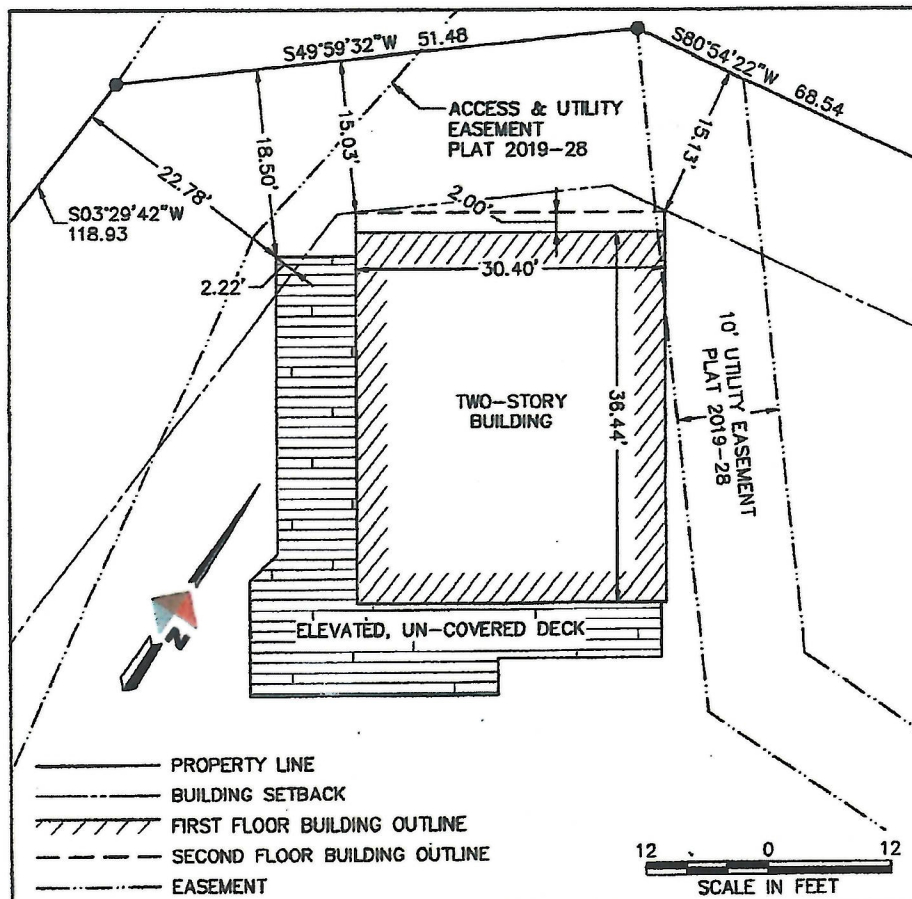 S49°59'32"W 51.48
S80°54'22"W 68.54
ACCESS & UTILITY
EASEMENT
PLAT 2019-28
15.13'
18.50'
15.03'
22.78'
S03°29'42"W
118.93
2.00'
2.22'
30.40'
10' UTILITY EASEMENT
PLAT 2019-28
TWO-STORY
BUILDING
36.44'
N
ELEVATED, UN-COVERED DECK
PROPERTY LINE
BUILDING SETBACK
FIRST FLOOR BUILDING OUTLINE
SECOND FLOOR BUILDING OUTLINE
EASEMENT
12 0 12
SCALE IN FEET